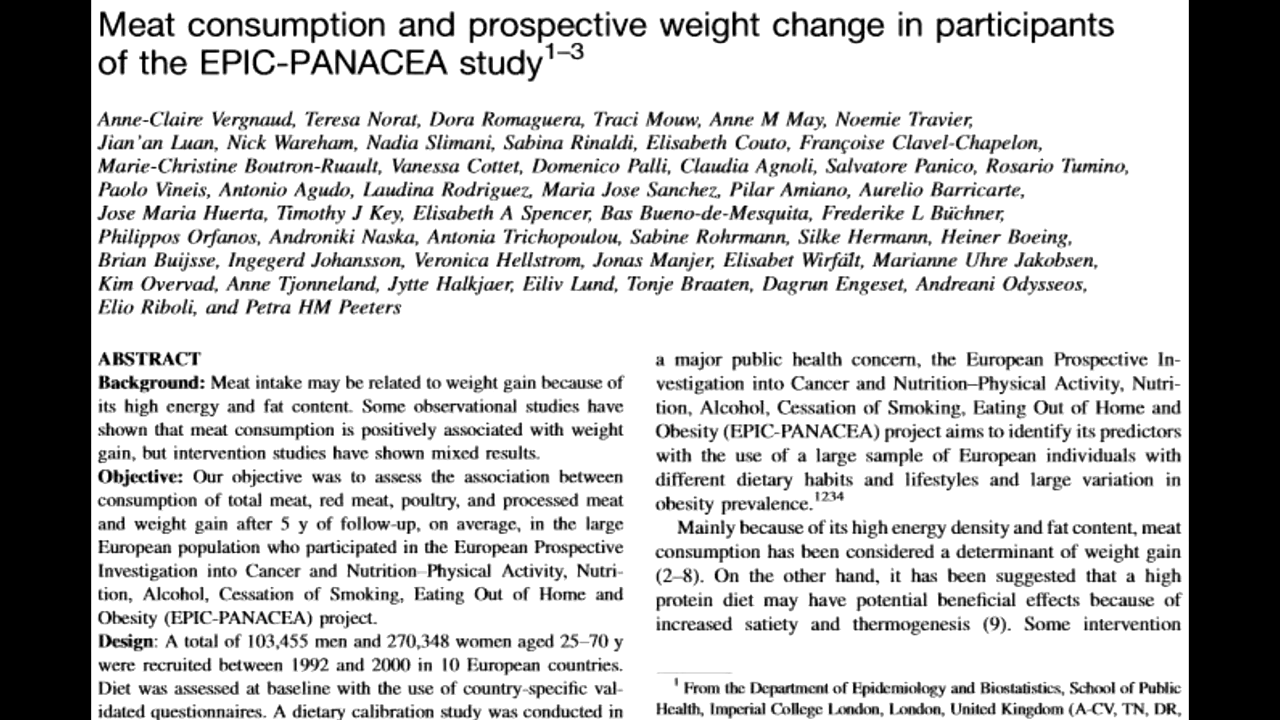 Meat consumption and prospective weight change in participants
of the EPIC-PANACEA study1–3
Anne-Claire Vergnaud, Teresa Norat, Dora Romaguera, Traci Mouw, Anne M May, Noemie Travier,
Jian'an Luan, Nick Wareham, Nadia Slimani, Sabina Rinaldi, Elisabeth Couto, Françoise Clavel-Chapelon,
Marie-Christine Boutron-Ruault, Vanessa Cottet, Domenico Palli, Claudia Agnoli, Salvatore Panico, Rosario Tumino,
Paolo Vineis, Antonio Agudo, Laudina Rodriguez, Maria Jose Sanchez, Pilar Amiano, Aurelio Barricarte,
Jose Maria Huerta, Timothy J Key, Elisabeth A Spencer, Bas Bueno-de-Mesquita, Frederike L Büchner,
Philippos Orfanos, Androniki Naska, Antonia Trichopoulou, Sabine Rohrmann, Silke Hermann, Heiner Boeing,
Brian Buijsse, Ingegerd Johansson, Veronica Hellstrom, Jonas Manjer, Elisabet Wirfält, Marianne Uhre Jakobsen,
Kim Overvad, Anne Tjonneland, Jytte Halkjaer, Eiliv Lund, Tonje Braaten, Dagrun Engeset, Andreani Odysseos,
Elio Riboli, and Petra HM Peeters
ABSTRACT
Background: Meat intake may be related to weight gain because of
its high energy and fat content. Some observational studies have
shown that meat consumption is positively associated with weight
gain, but intervention studies have shown mixed results.
Objective: Our objective was to assess the association between
consumption of total meat, red meat, poultry, and processed meat
and weight gain after 5 y of follow-up, on average, in the large
European population who participated in the European Prospective
Investigation into Cancer and Nutrition–Physical Activity, Nutri-
tion, Alcohol, Cessation of Smoking, Eating Out of Home and
Obesity (EPIC-PANACEA) project.
Design: A total of 103,455 men and 270,348 women aged 25–70 y
were recruited between 1992 and 2000 in 10 European countries.
Diet was assessed at baseline with the use of country-specific val-
idated questionnaires. A dietary calibration study was conducted in
a major public health concern, the European Prospective In-
vestigation into Cancer and Nutrition–Physical Activity, Nutri-
tion, Alcohol, Cessation of Smoking, Eating Out of Home and
Obesity (EPIC-PANACEA) project aims to identify its predictors
with the use of a large sample of European individuals with
different dietary habits and lifestyles and large variation in
obesity prevalence.1234
Mainly because of its high energy density and fat content, meat
consumption has been considered a determinant of weight gain
(2–8). On the other hand, it has been suggested that a high
protein diet may have potential beneficial effects because of
increased satiety and thermogenesis (9). Some intervention
1 From the Department of Epidemiology and Biostatistics, School of Public
Health, Imperial College London, London, United Kingdom (A-CV, TN, DR,